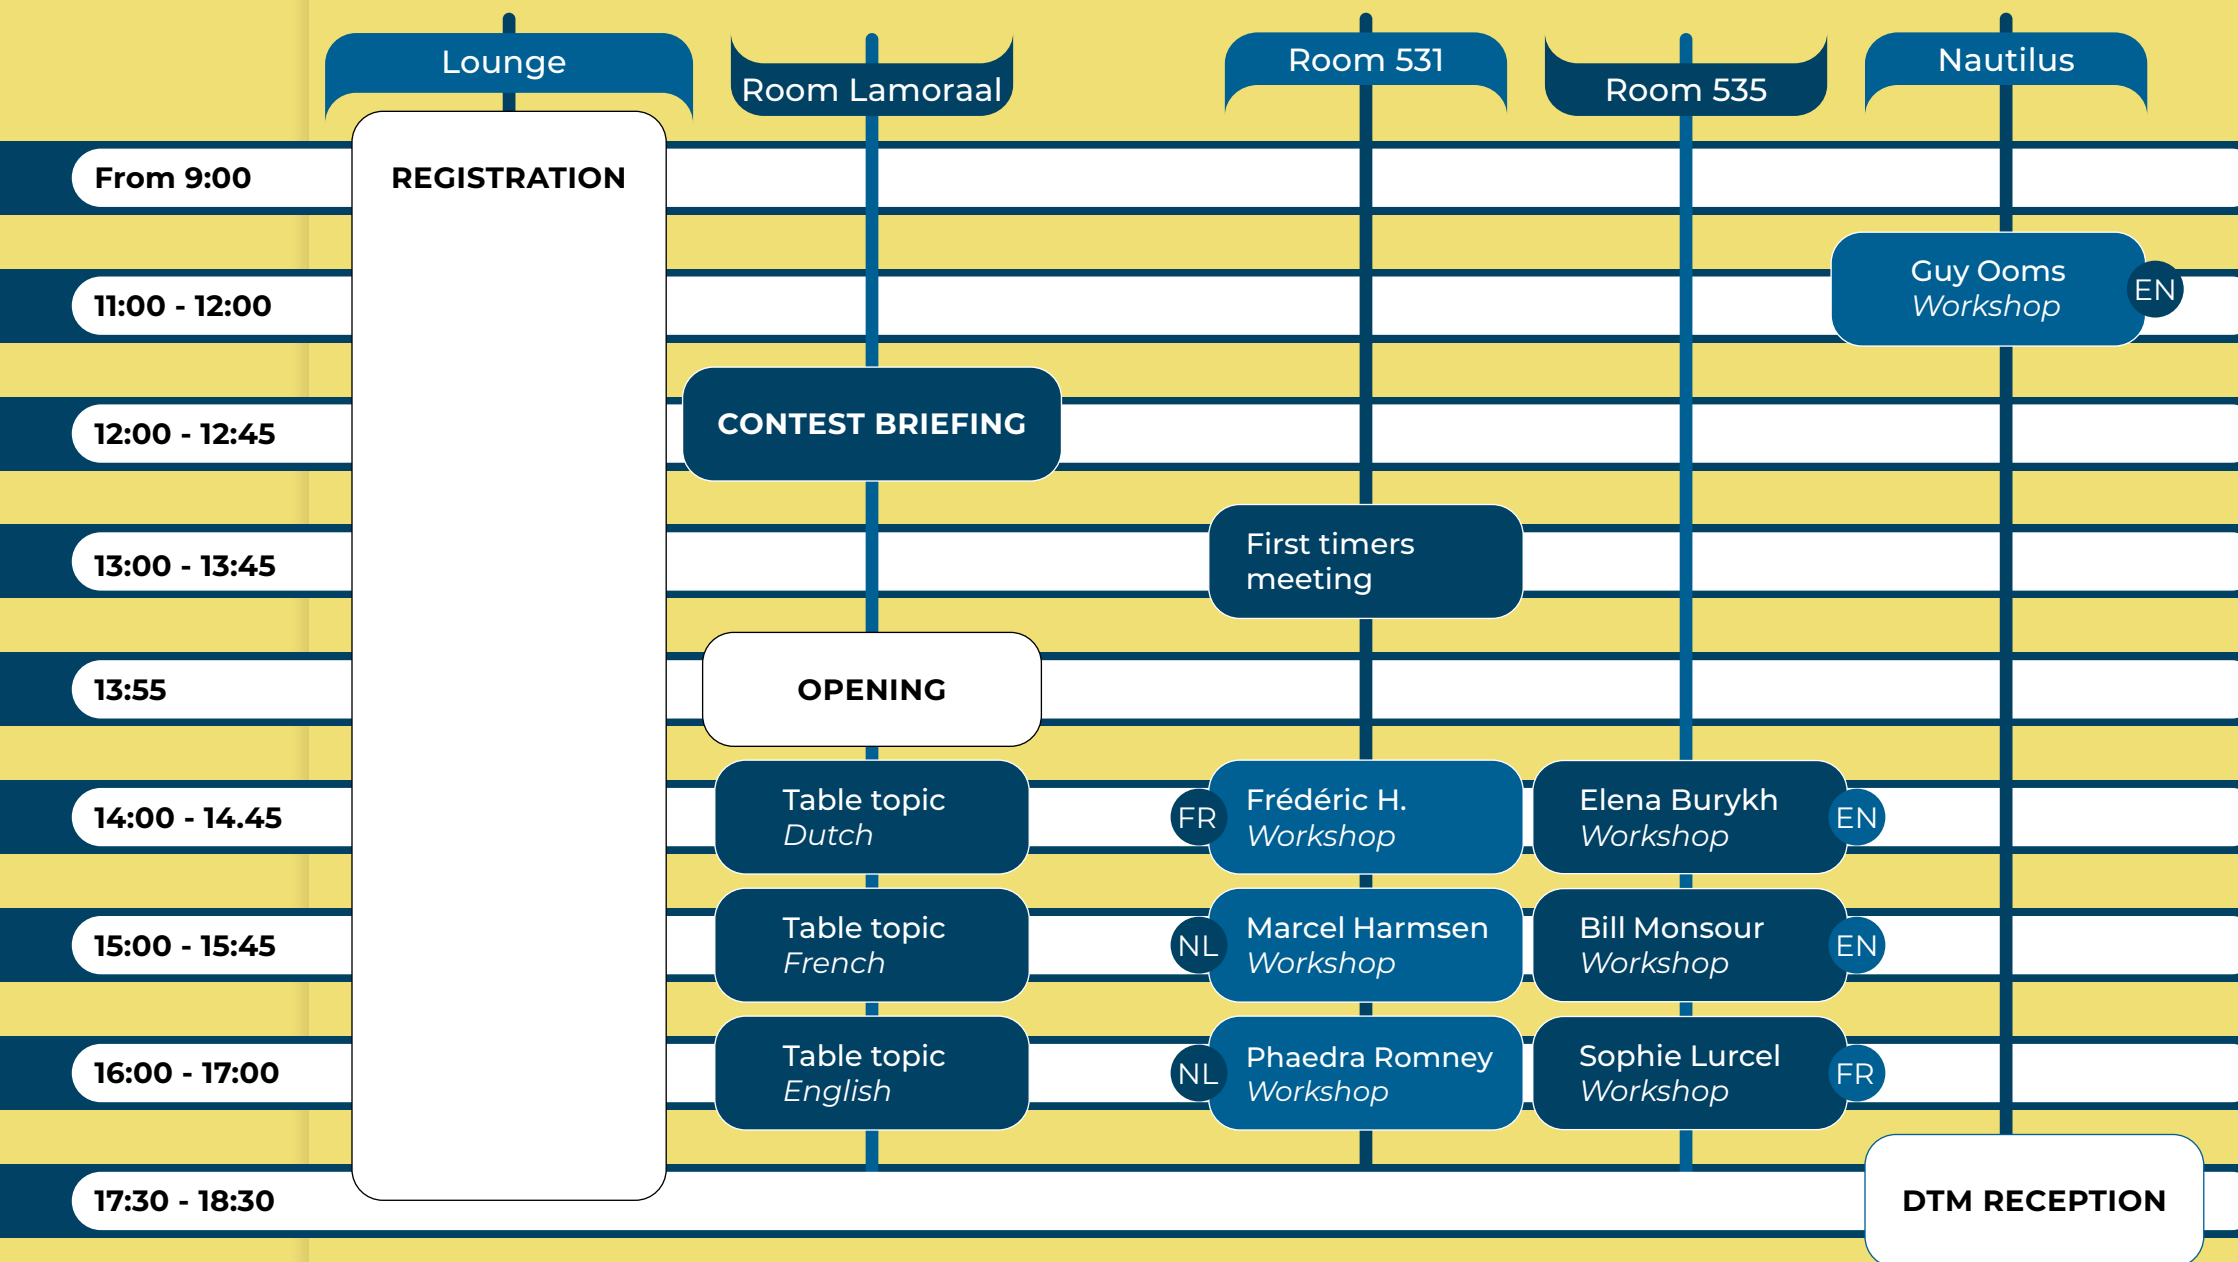 Lounge
Room Lamoraal
Room 531
Room 535
Nautilus
From 9:00
REGISTRATION
11:00 - 12:00
Guy Ooms
Workshop
EN
12:00 - 12:45
CONTEST BRIEFING
13:00 - 13:45
First timers
meeting
13:55
OPENING
14:00 - 14.45
Table topic
Dutch
FR
Frédéric H.
Workshop
Elena Burykh
Workshop
EN
15:00 - 15:45
Table topic
French
NL
Marcel Harmsen
Workshop
Bill Monsour
Workshop
EN
16:00 - 17:00
Table topic
English
NL
Phaedra Romney
Workshop
Sophie Lurcel
Workshop
FR
17:30 - 18:30
DTM RECEPTION